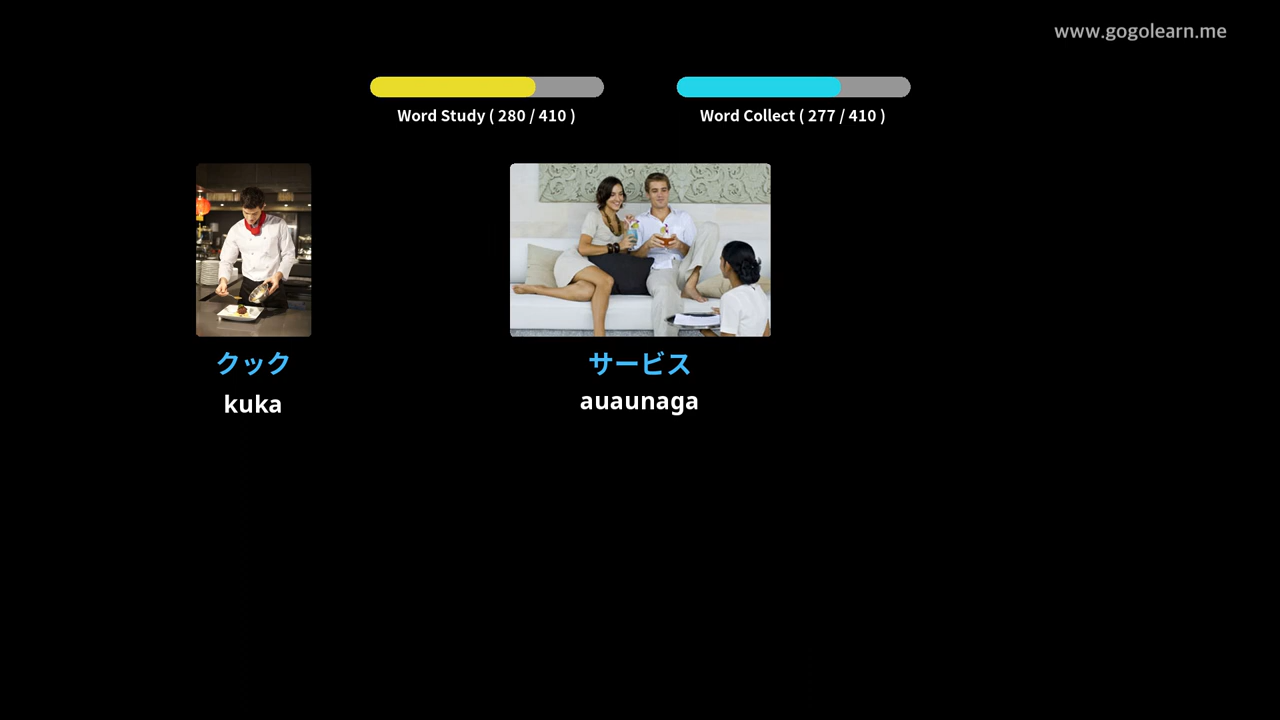 www.gogolearn.me
Word Study ( 280 / 410 )
Word Collect ( 277 / 410 )
クック
サービス
kuka
auaunaga